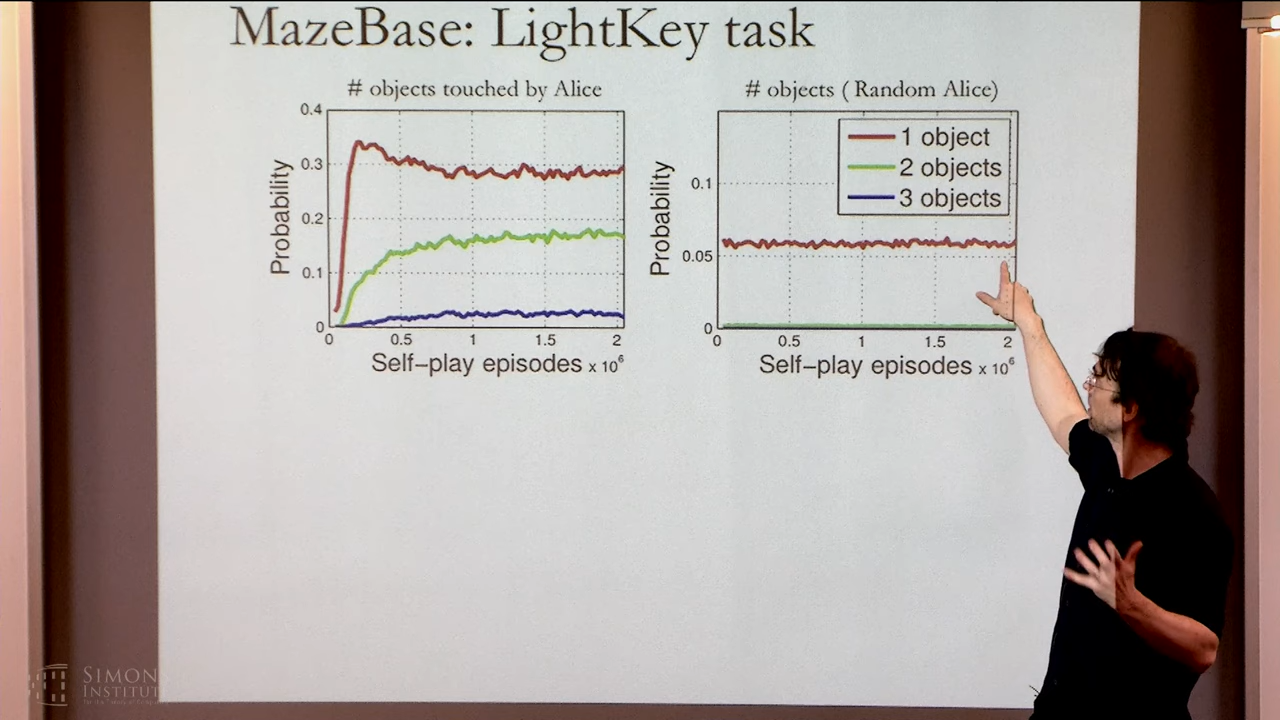 MazeBase: LightKey task
# objects touched by Alice
0.4
0.3
0.2
0.1
0
Probability
0 0.5 1 1.5 2
Self-play episodes x 10^6
# objects ( Random Alice)
1 object
2 objects
3 objects
0.1
0.05
0
Probability
0 0.5 1 1.5 2
Self-play episodes x 10^6
SIMON
INSTITUT